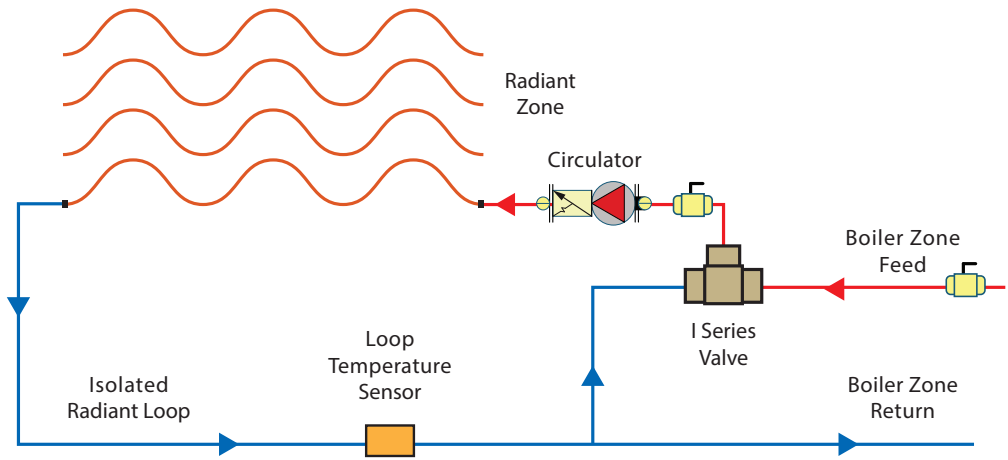 Radiant
Zone
Circulator
Boiler Zone
Feed
I Series
Valve
Loop
Temperature
Sensor
Isolated
Radiant Loop
Boiler Zone
Return